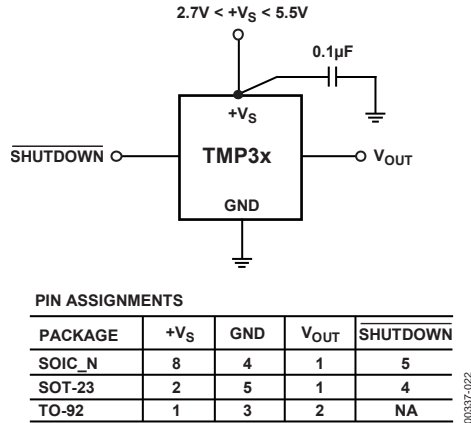 2.7V < +VS < 5.5V
0.1µF
+VS
SHUTDOWN
TMP3x
VOUT
GND
PIN ASSIGNMENTS
PACKAGE +VS GND VOUT SHUTDOWN
SOIC_N 8 4 1 5
SOT-23 2 5 1 4
TO-92 1 3 2 NA
00337-022